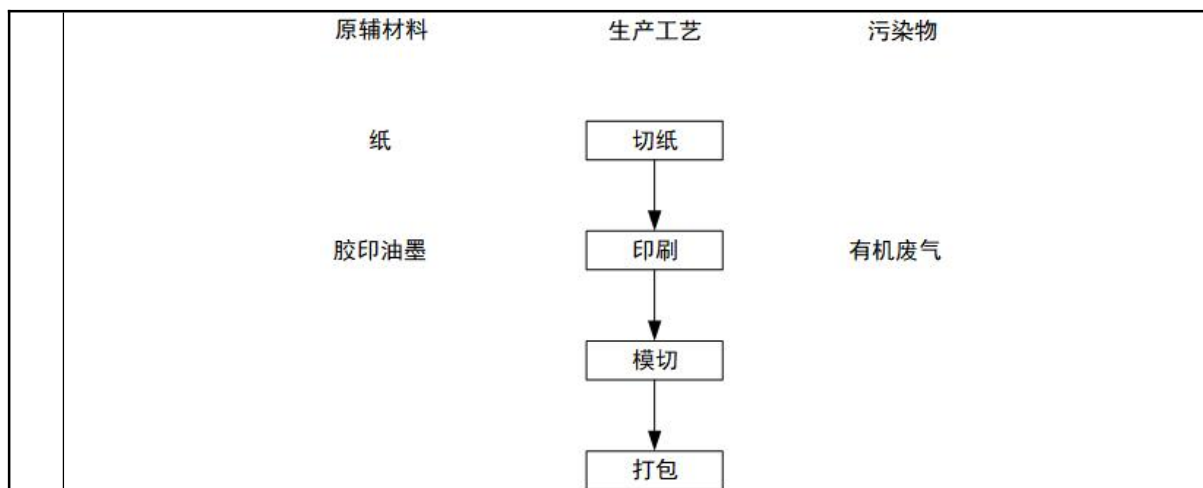 原辅材料 生产工艺 污染物
纸 切纸
胶印油墨 印刷 有机废气
模切
打包